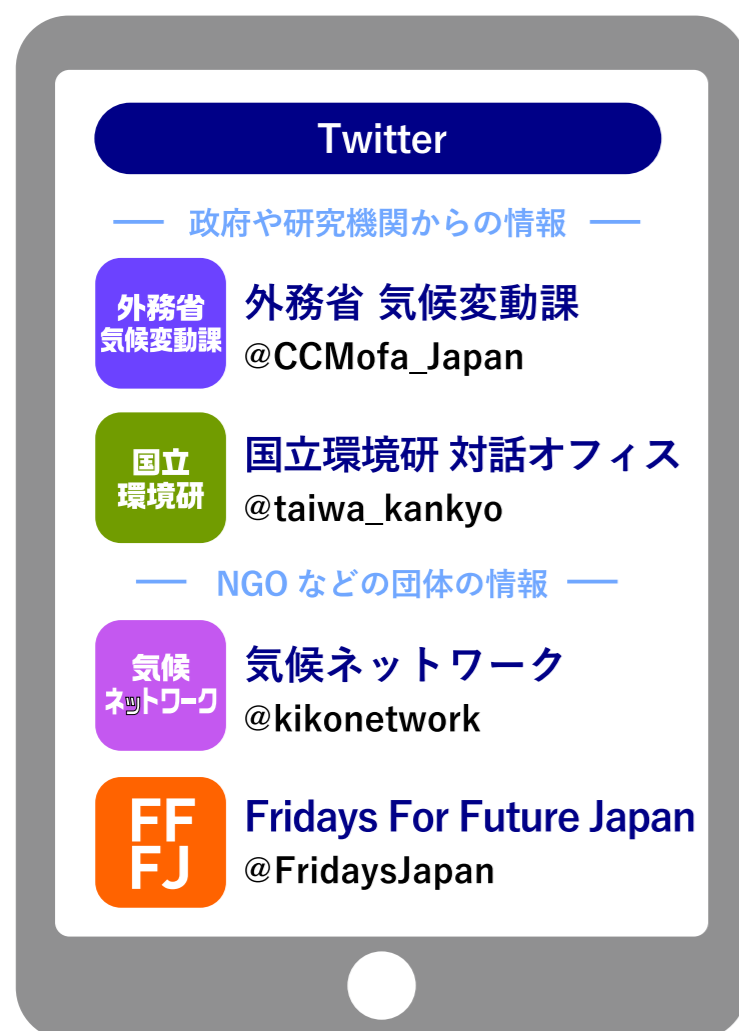 Twitter
政府や研究機関からの情報
外務省
気候変動課
外務省 気候変動課
@CCMofa_Japan
国立
環境研
国立環境研 対話オフィス
@taiwa_kankyo
NGO などの団体の情報
気候
ネットワーク
気候ネットワーク
@kikonetwork
FF
FJ
Fridays For Future Japan
@FridaysJapan